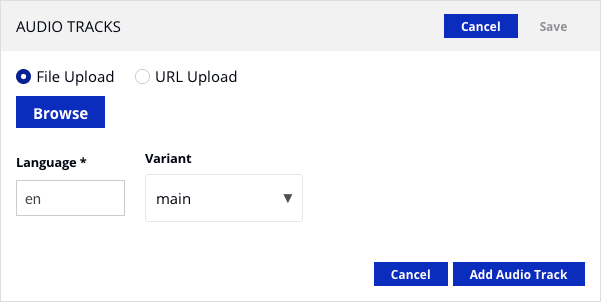 AUDIO TRACKS
Cancel
Save
File Upload
URL Upload
Browse
Language *
Variant
en
main
Cancel
Add Audio Track